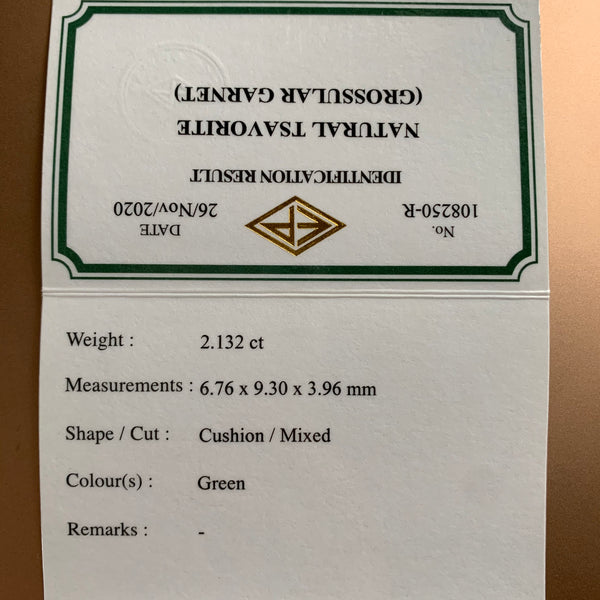 No. DATE
108250-R 26/Nov/2020
IDENTIFICATION RESULT
NATURAL TSAVORITE
(GROSSULAR GARNET)
Weight : 2.132 ct
Measurements : 6.76 x 9.30 x 3.96 mm
Shape / Cut : Cushion / Mixed
Colour(s) : Green
Remarks : -